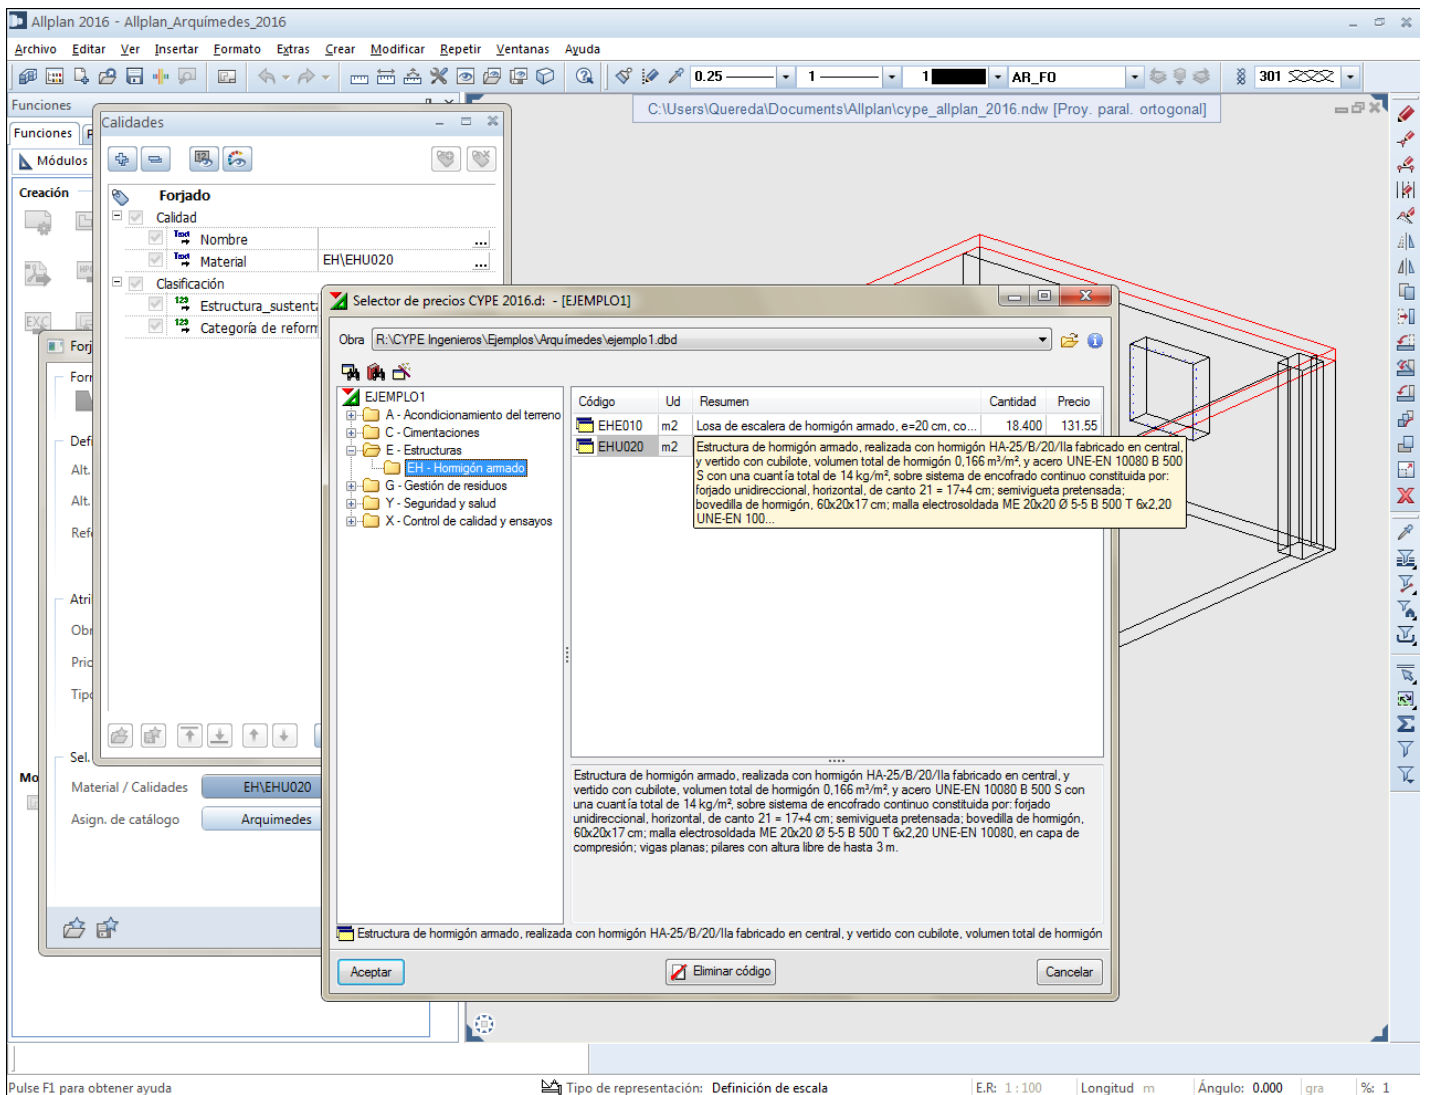 Allplan 2016 - Allplan_Arquímedes_2016
Archivo Editar Ver Insertar Formato Extras Crear Modificar Repetir Ventanas Ayuda
0.25 1 1 AR_FO 301
Funciones
C:\Users\Quereda\Documents\Allplan\cype_allplan_2016.ndw [Proy. paral. ortogonal]
Funciones P
Módulos
Creación
EXC
Calidades
Forjado
Calidad
Text Nombre ...
Text Material EH\EHU020 ...
Clasificación
123 Estructura_sustent
123 Categoría de reform
Forj
Forr
Defi
Alt.
Alt.
Refe
Atri
Obr
Pric
Tipo
Sel.
Mo
Material / Calidades EH\EHU020
Asign. de catálogo Arquimedes
Selector de precios CYPE 2016.d: - [EJEMPLO1]
Obra R:\CYPE Ingenieros\Ejemplos\Arquímedes\ejemplo1.dbd
EJEMPLO1
A - Acondicionamiento del terreno
C - Cimentaciones
E - Estructuras
EH - Hormigón armado
G - Gestión de residuos
Y - Seguridad y salud
X - Control de calidad y ensayos
Código Ud Resumen Cantidad Precio
EHE010 m2 Losa de escalera de hormigón armado, e=20 cm, co... 18.400 131.55
EHU020 m2
Estructura de hormigón armado, realizada con hormigón HA-25/B/20/IIa fabricado en central,
y vertido con cubilote, volumen total de hormigón 0,166 m³/m², y acero UNE-EN 10080 B 500
S con una cuantía total de 14 kg/m², sobre sistema de encofrado continuo constituida por:
forjado unidireccional, horizontal, de canto 21 = 17+4 cm; semivigueta pretensada;
bovedilla de hormigón, 60x20x17 cm; malla electrosoldada ME 20x20 Ø 5-5 B 500 T 6x2,20
UNE-EN 100...
Estructura de hormigón armado, realizada con hormigón HA-25/B/20/IIa fabricado en central, y
vertido con cubilote, volumen total de hormigón 0,166 m³/m², y acero UNE-EN 10080 B 500 S con
una cuantía total de 14 kg/m², sobre sistema de encofrado continuo constituida por: forjado
unidireccional, horizontal, de canto 21 = 17+4 cm; semivigueta pretensada; bovedilla de hormigón,
60x20x17 cm; malla electrosoldada ME 20x20 Ø 5-5 B 500 T 6x2,20 UNE-EN 10080, en capa de
compresión; vigas planas; pilares con altura libre de hasta 3 m.
Estructura de hormigón armado, realizada con hormigón HA-25/B/20/IIa fabricado en central, y vertido con cubilote, volumen total de hormigón
Aceptar Eliminar código Cancelar
Pulse F1 para obtener ayuda Tipo de representación: Definición de escala E.R: 1 : 100 Longitud m Ángulo: 0.000 gra %: 1